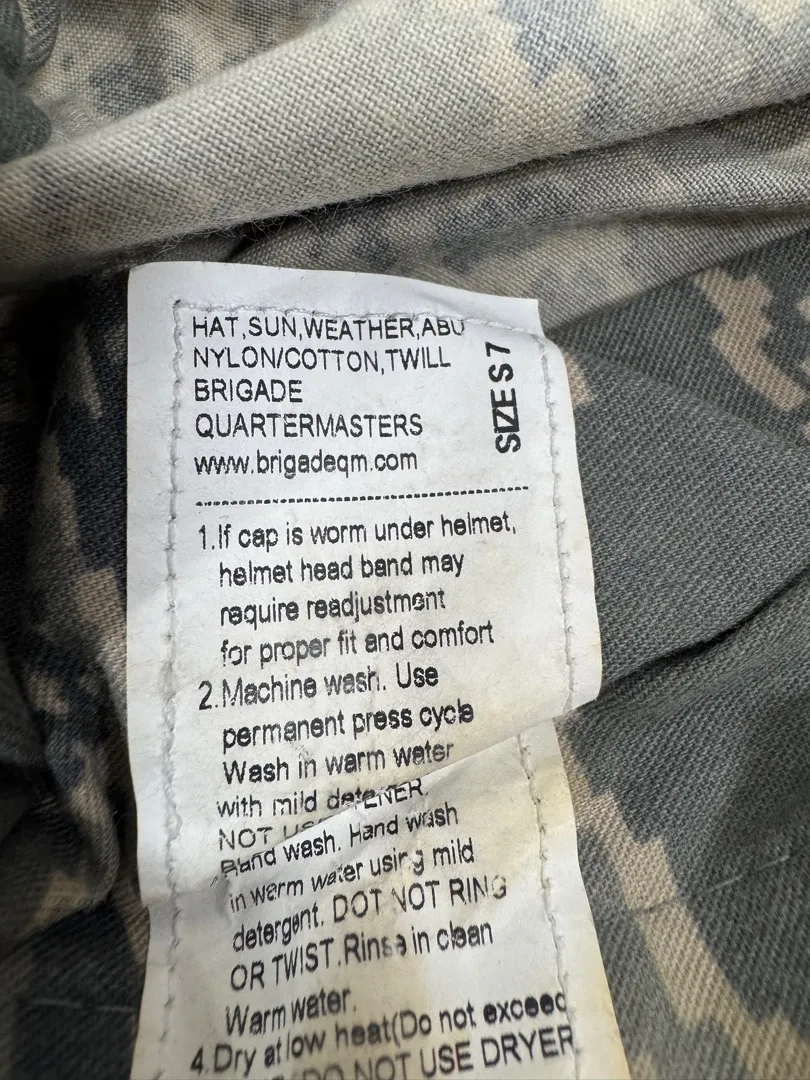 HAT,SUN,WEATHER,ABU
NYLON/COTTON,TWILL
BRIGADE
QUARTERMASTERS
www.brigadeqm.com
SIZE S 7
1.If cap is worm under helmet,
helmet head band may
require readjustment
for proper fit and comfort
2.Machine wash. Use
permanent press cycle
Wash in warm water
with mild
NOT
wash. Hand wash
in warm water using mild
detergent. DOT NOT RING
OR TWIST.Rinse in clean
Warm water.
4.Dry at low heat(Do not exceed
DO NOT USE DRYER